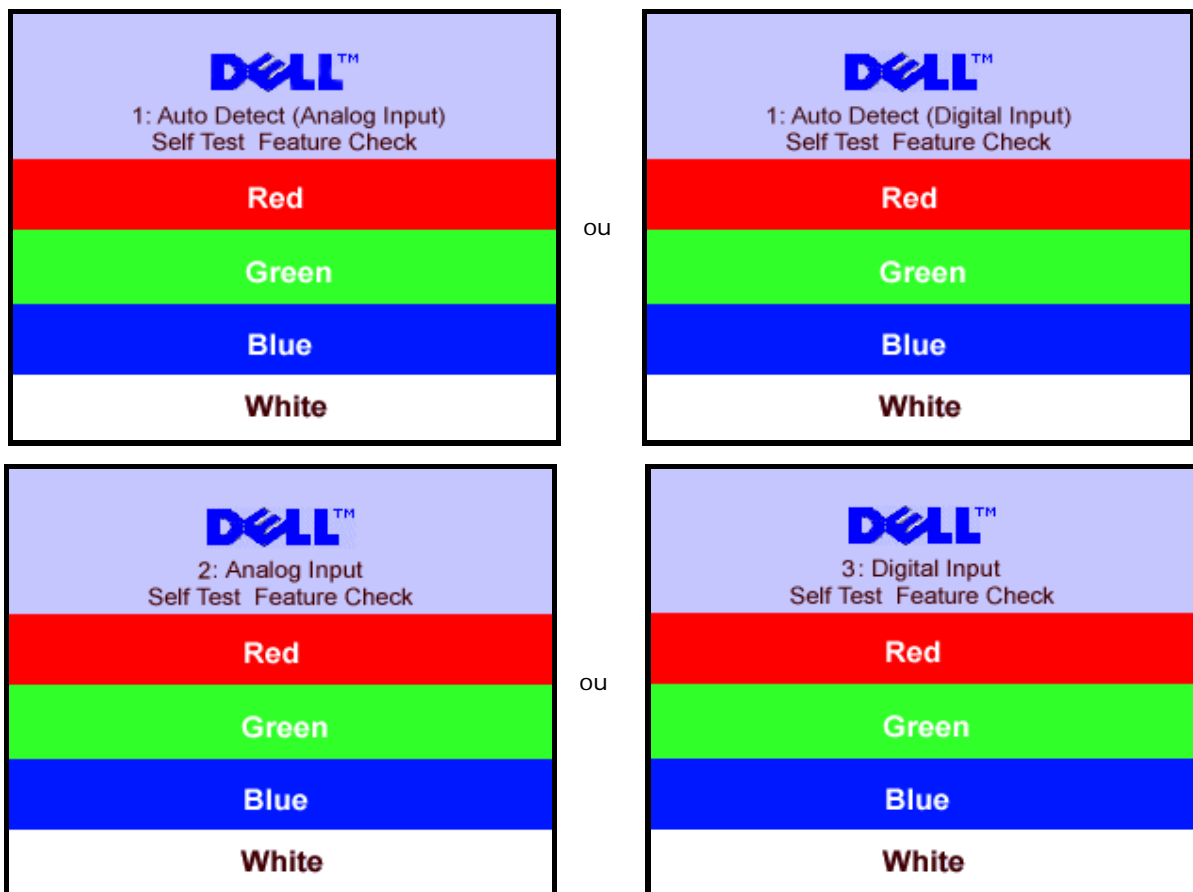 DELL™
1: Auto Detect (Analog Input)
Self Test Feature Check
Red
Green
Blue
White
ou
DELL™
1: Auto Detect (Digital Input)
Self Test Feature Check
Red
Green
Blue
White
DELL™
2: Analog Input
Self Test Feature Check
Red
Green
Blue
White
ou
DELL™
3: Digital Input
Self Test Feature Check
Red
Green
Blue
White